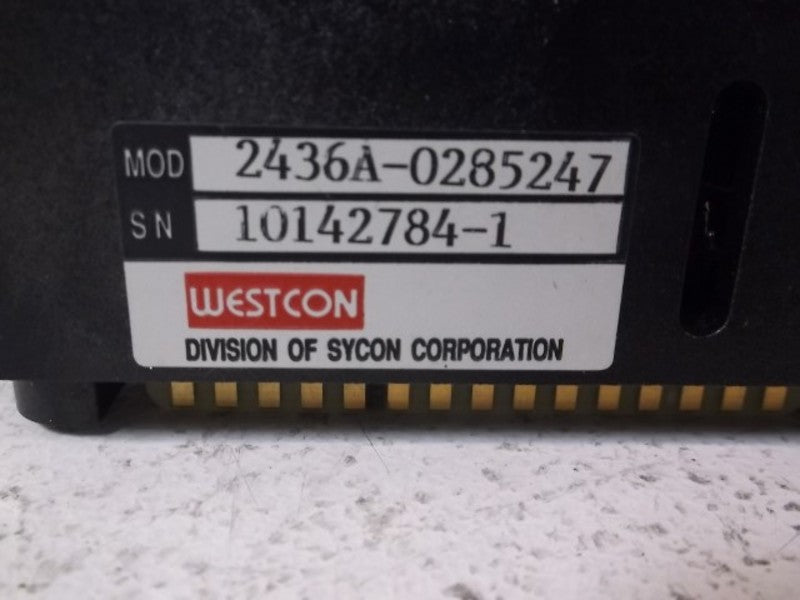 MOD 2436A-0285247
SN 10142784-1
WESTCON
DIVISION OF SYCON CORPORATION